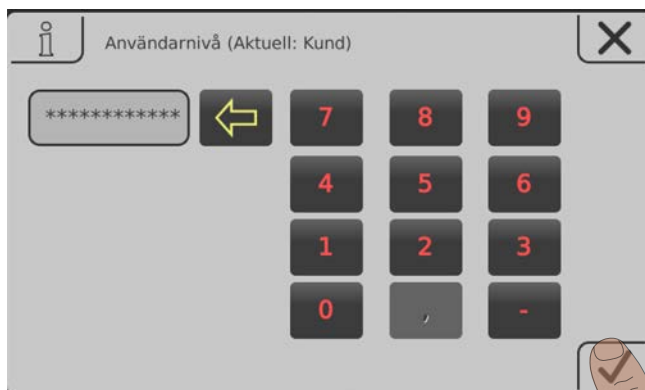 Användarnivå (Aktuell: Kund)
************ 7 8 9
4 5 6
1 2 3
0 , -